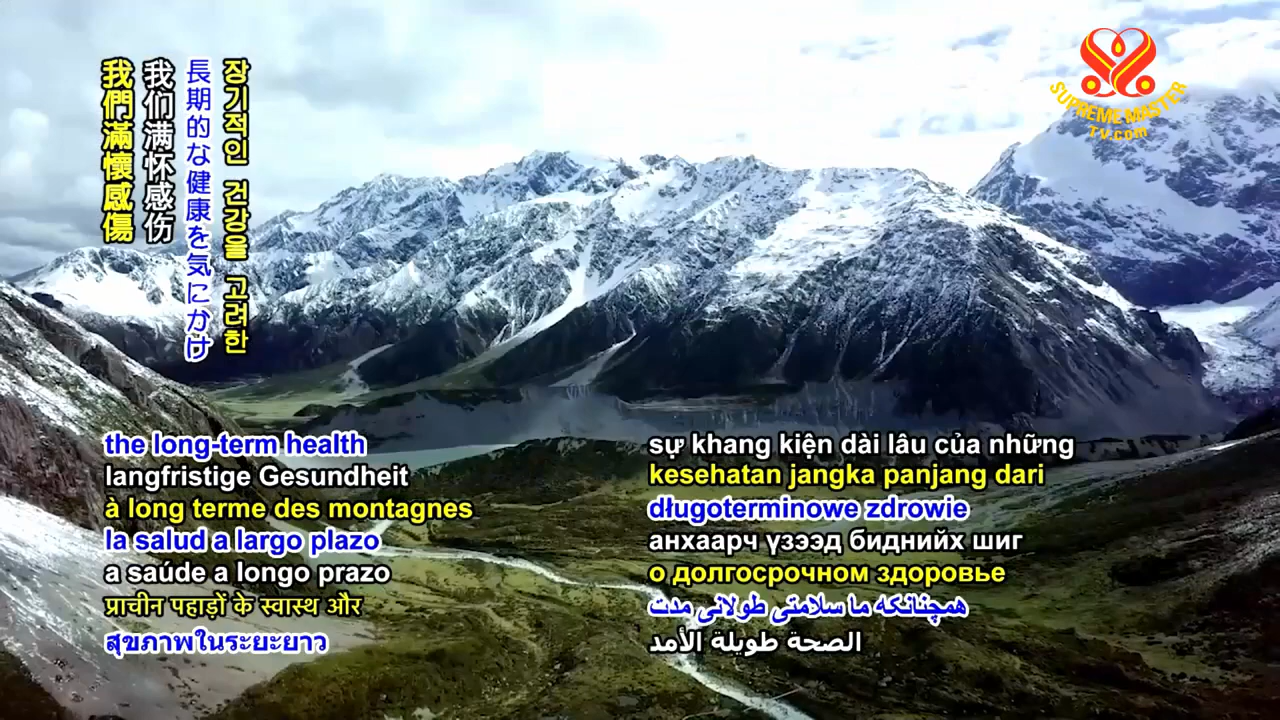 SUPREME MASTER
TV.com
장기적인 건강을 고려한
長期的な健康を気にかけ
我们满怀感伤
我們滿懷感傷
the long-term health
langfristige Gesundheit
à long terme des montagnes
la salud a largo plazo
a saúde a longo prazo
प्राचीन पहाड़ों के स्वास्थ और
สุขภาพในระยะยาว
sự khang kiện dài lâu của những
kesehatan jangka panjang dari
długoterminowe zdrowie
анхаарч үзээд биднийх шиг
о долгосрочном здоровье
همچنانکه ما سلامتی طولانی مدت
الصحة طويلة الأمد